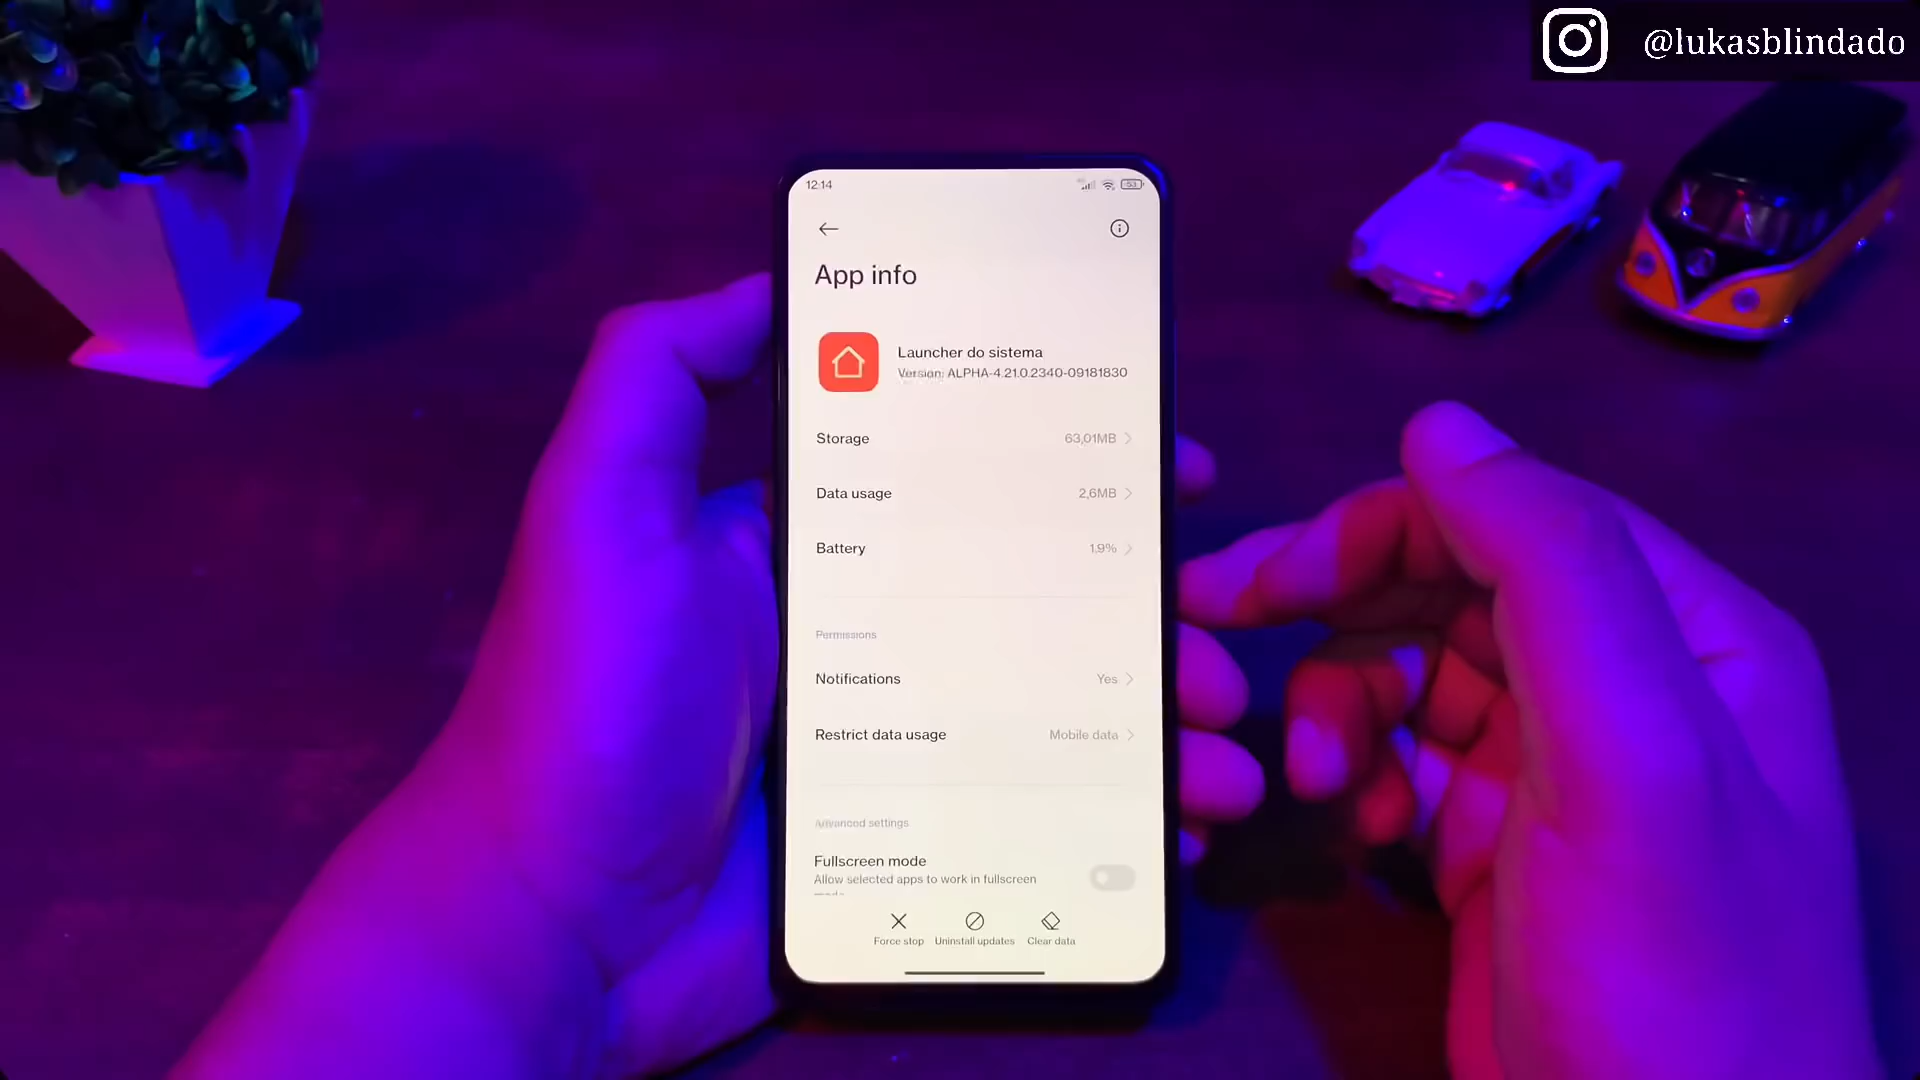 @lukasblindado
12:14
53
App info
Launcher do sistema
Version: ALPHA-4.21.0.2340-09181830
Storage 63,01MB
Data usage 2,6MB
Battery 1,9%
Permissions
Notifications Yes
Restrict data usage Mobile data
Advanced settings
Fullscreen mode
Allow selected apps to work in fullscreen
Force stop Uninstall updates Clear data